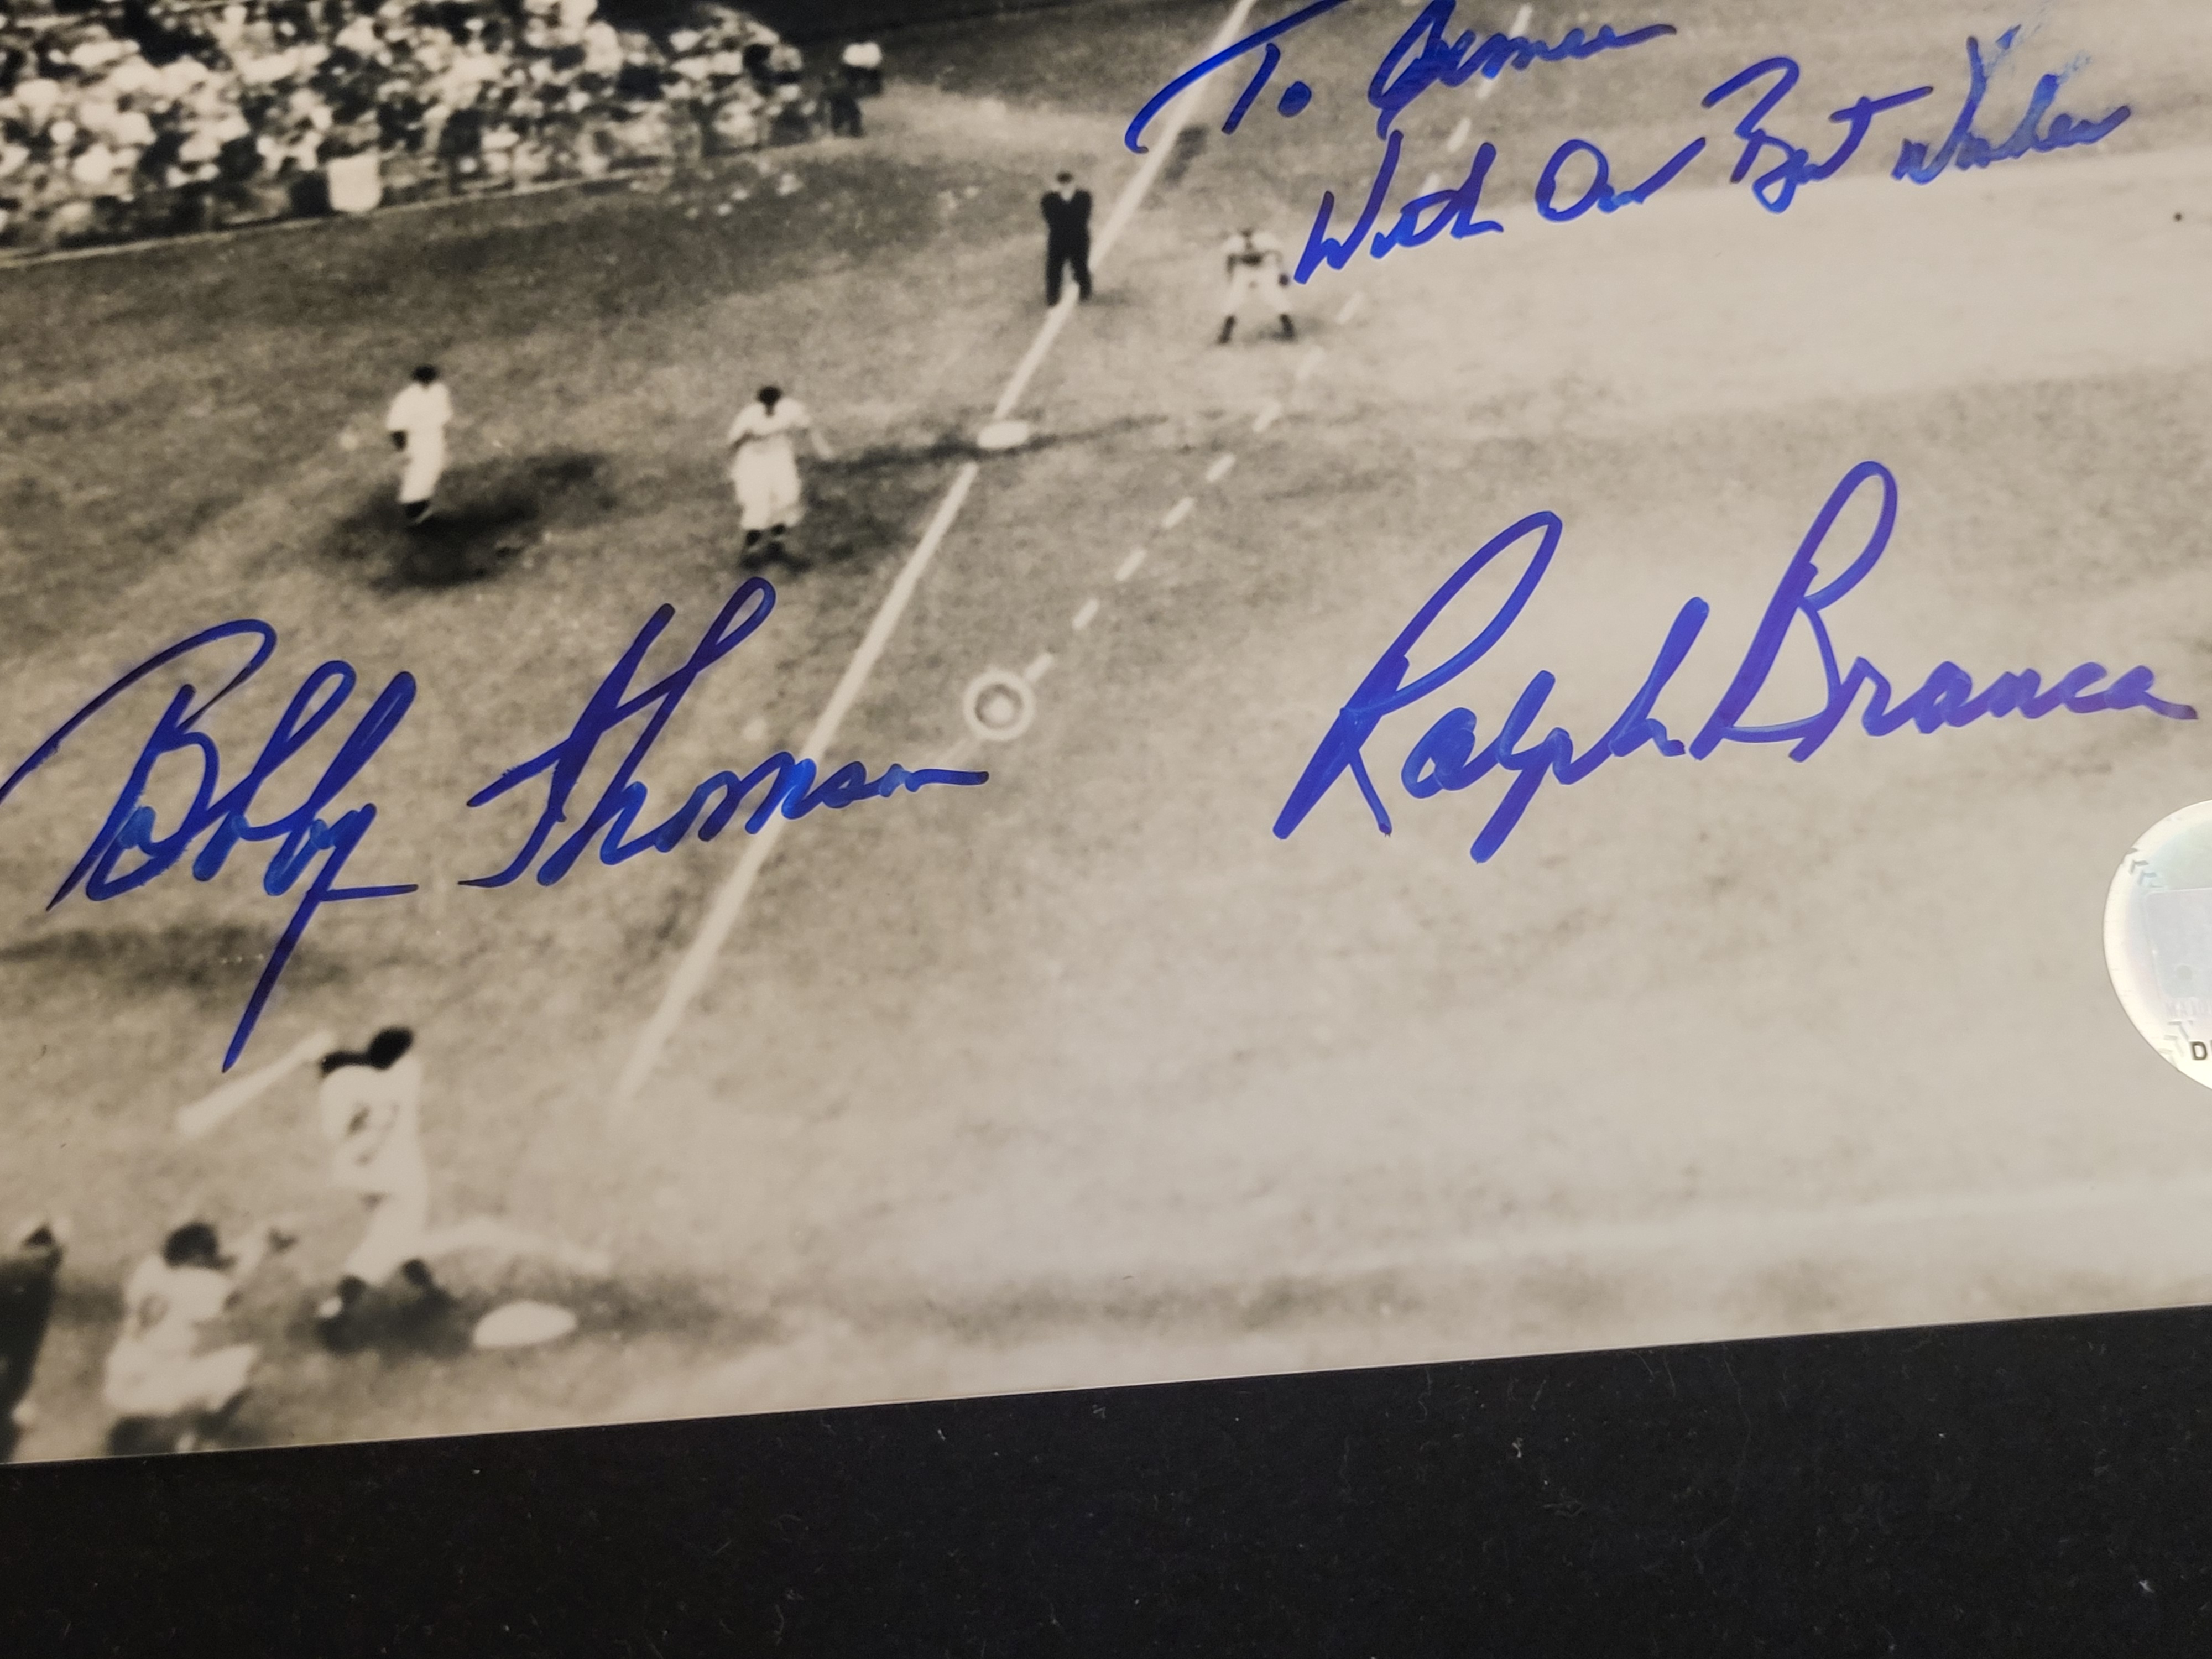 To
With Our Best Wishes
Bobby Thomson
Ralph Branca